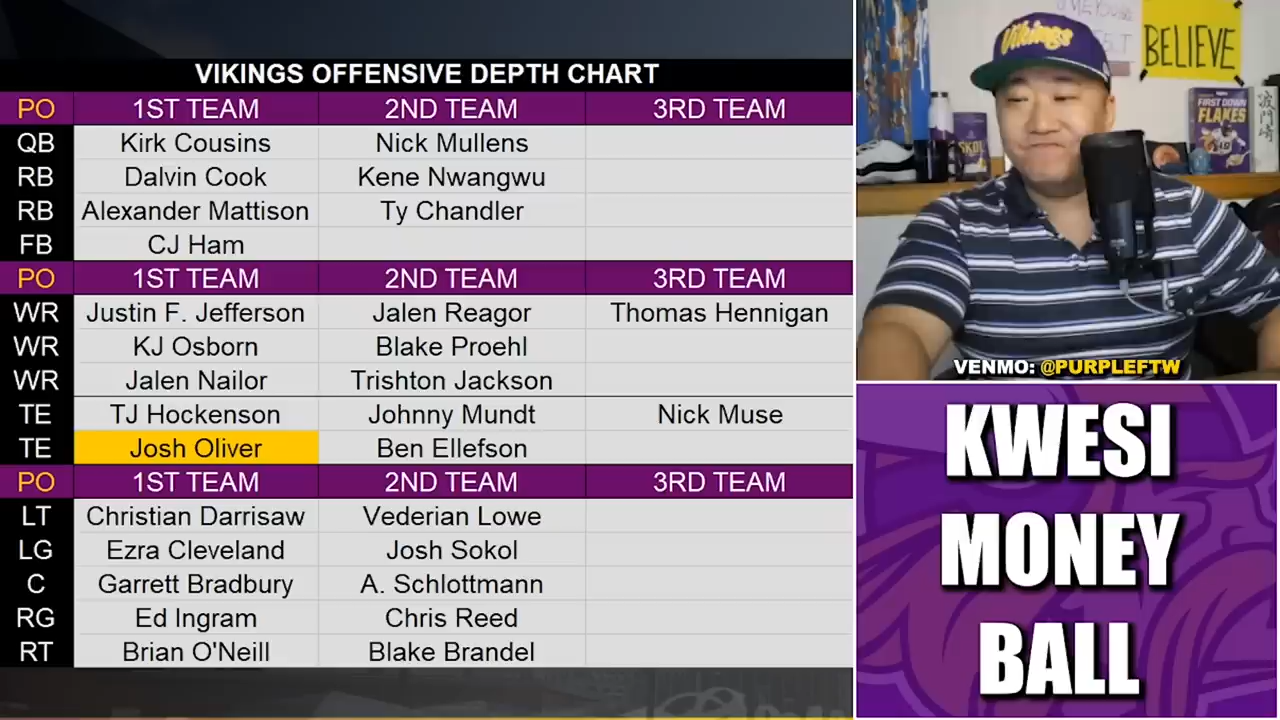 VIKINGS OFFENSIVE DEPTH CHART
PO 1ST TEAM 2ND TEAM 3RD TEAM
QB Kirk Cousins Nick Mullens
RB Dalvin Cook Kene Nwangwu
RB Alexander Mattison Ty Chandler
FB CJ Ham
PO 1ST TEAM 2ND TEAM 3RD TEAM
WR Justin F. Jefferson Jalen Reagor Thomas Hennigan
WR KJ Osborn Blake Proehl
WR Jalen Nailor Trishton Jackson
TE TJ Hockenson Johnny Mundt Nick Muse
TE Josh Oliver Ben Ellefson
PO 1ST TEAM 2ND TEAM 3RD TEAM
LT Christian Darrisaw Vederian Lowe
LG Ezra Cleveland Josh Sokol
C Garrett Bradbury A. Schlottmann
RG Ed Ingram Chris Reed
RT Brian O'Neill Blake Brandel
Vikings
BELIEVE
FIRST DOWN
FLAKES
SKOL
VENMO: @PURPLEFTW
KWESI
MONEY
BALL